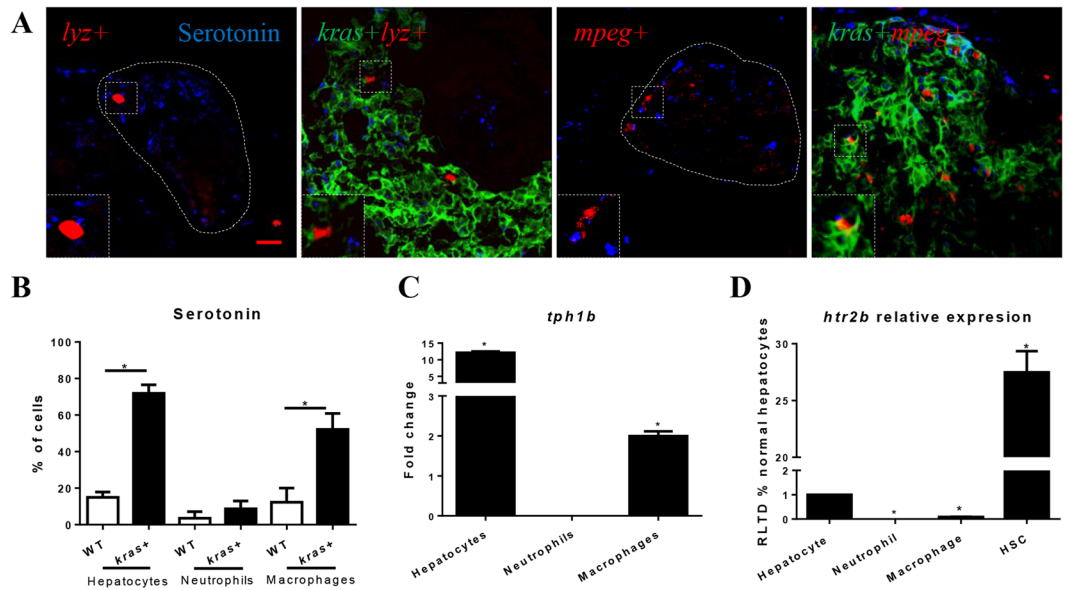 A
lyz+ Serotonin
kras+lyz+
mpeg+
kras+mpeg+
B
Serotonin
% of cells
100
80
60
40
20
0
*
*
WT kras+ WT kras+ WT kras+
Hepatocytes Neutrophils Macrophages
C
tph1b
Fold change
15
10
5
3
2
1
0
*
*
Hepatocytes Neutrophils Macrophages
D
htr2b relative expresion
RLTD % normal hepatocytes
30
25
20
2
1
0
*
*
*
Hepatocyte Neutrophil Macrophage HSC